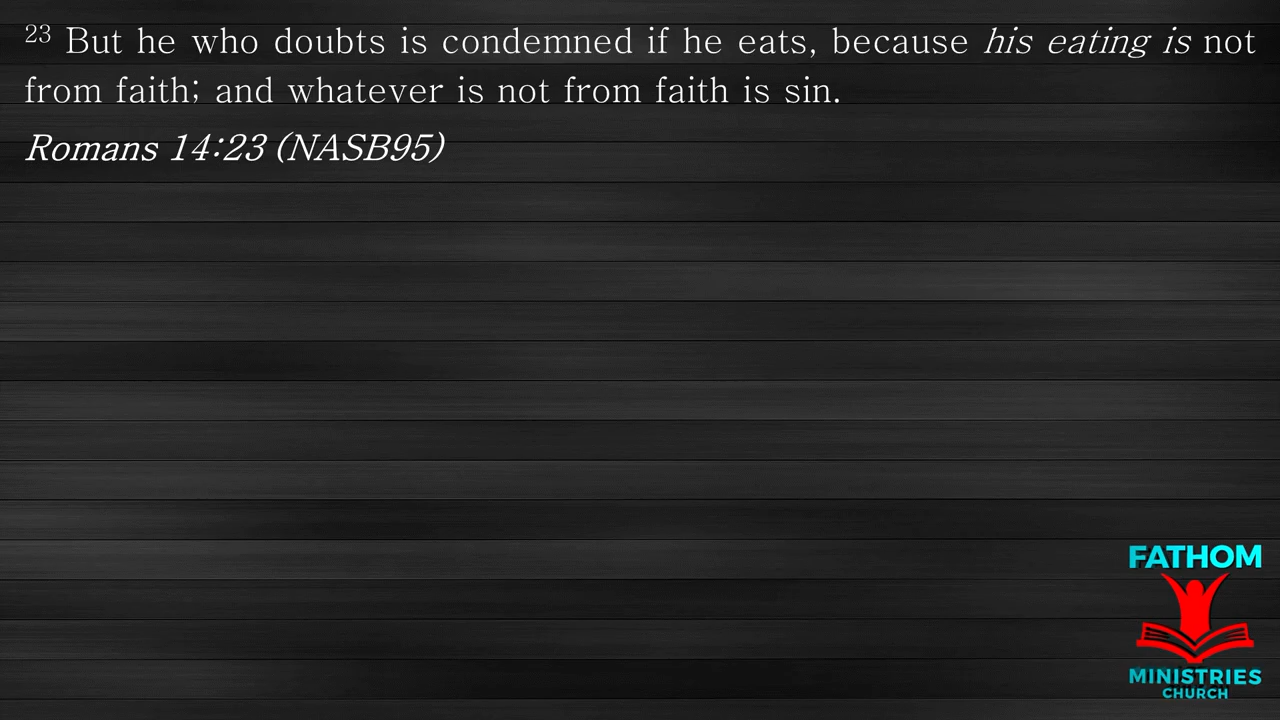 23 But he who doubts is condemned if he eats, because his eating is not
from faith; and whatever is not from faith is sin.
Romans 14:23 (NASB95)
FATHOM
MINISTRIES
CHURCH